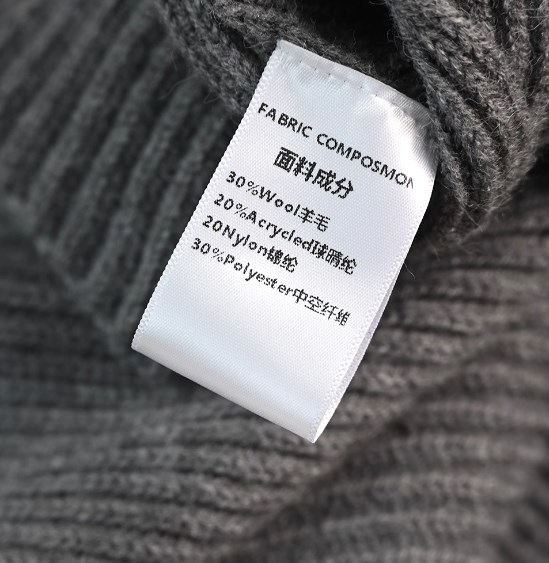 FABRIC COMPOSMON
面料成分
30%Wool羊毛
20%Acrycled球晴纶
20Nylon锦纶
30%Polyester中空纤维